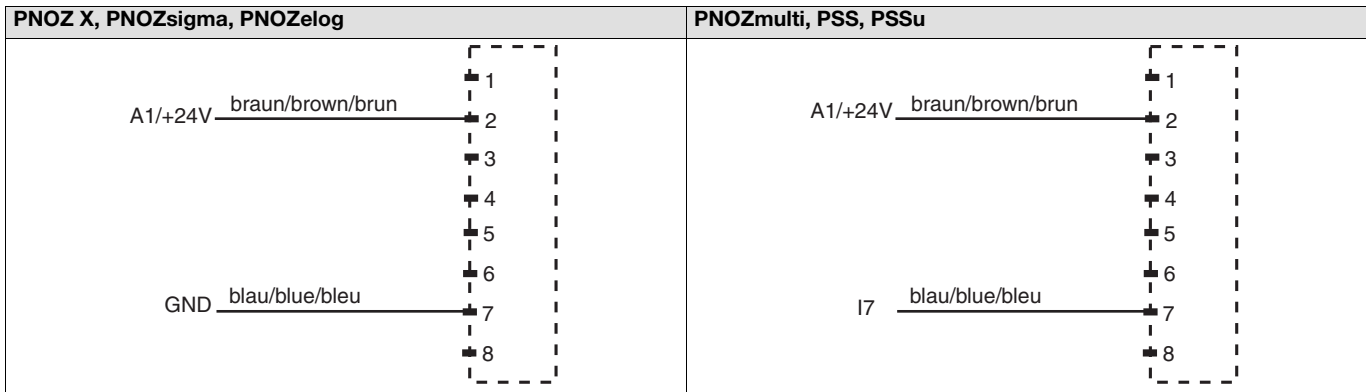 PNOZ X, PNOZsigma, PNOZelog
1
A1/+24V braun/brown/brun 2
3
4
5
6
GND blau/blue/bleu 7
8
PNOZmulti, PSS, PSSu
1
A1/+24V braun/brown/brun 2
3
4
5
6
I7 blau/blue/bleu 7
8